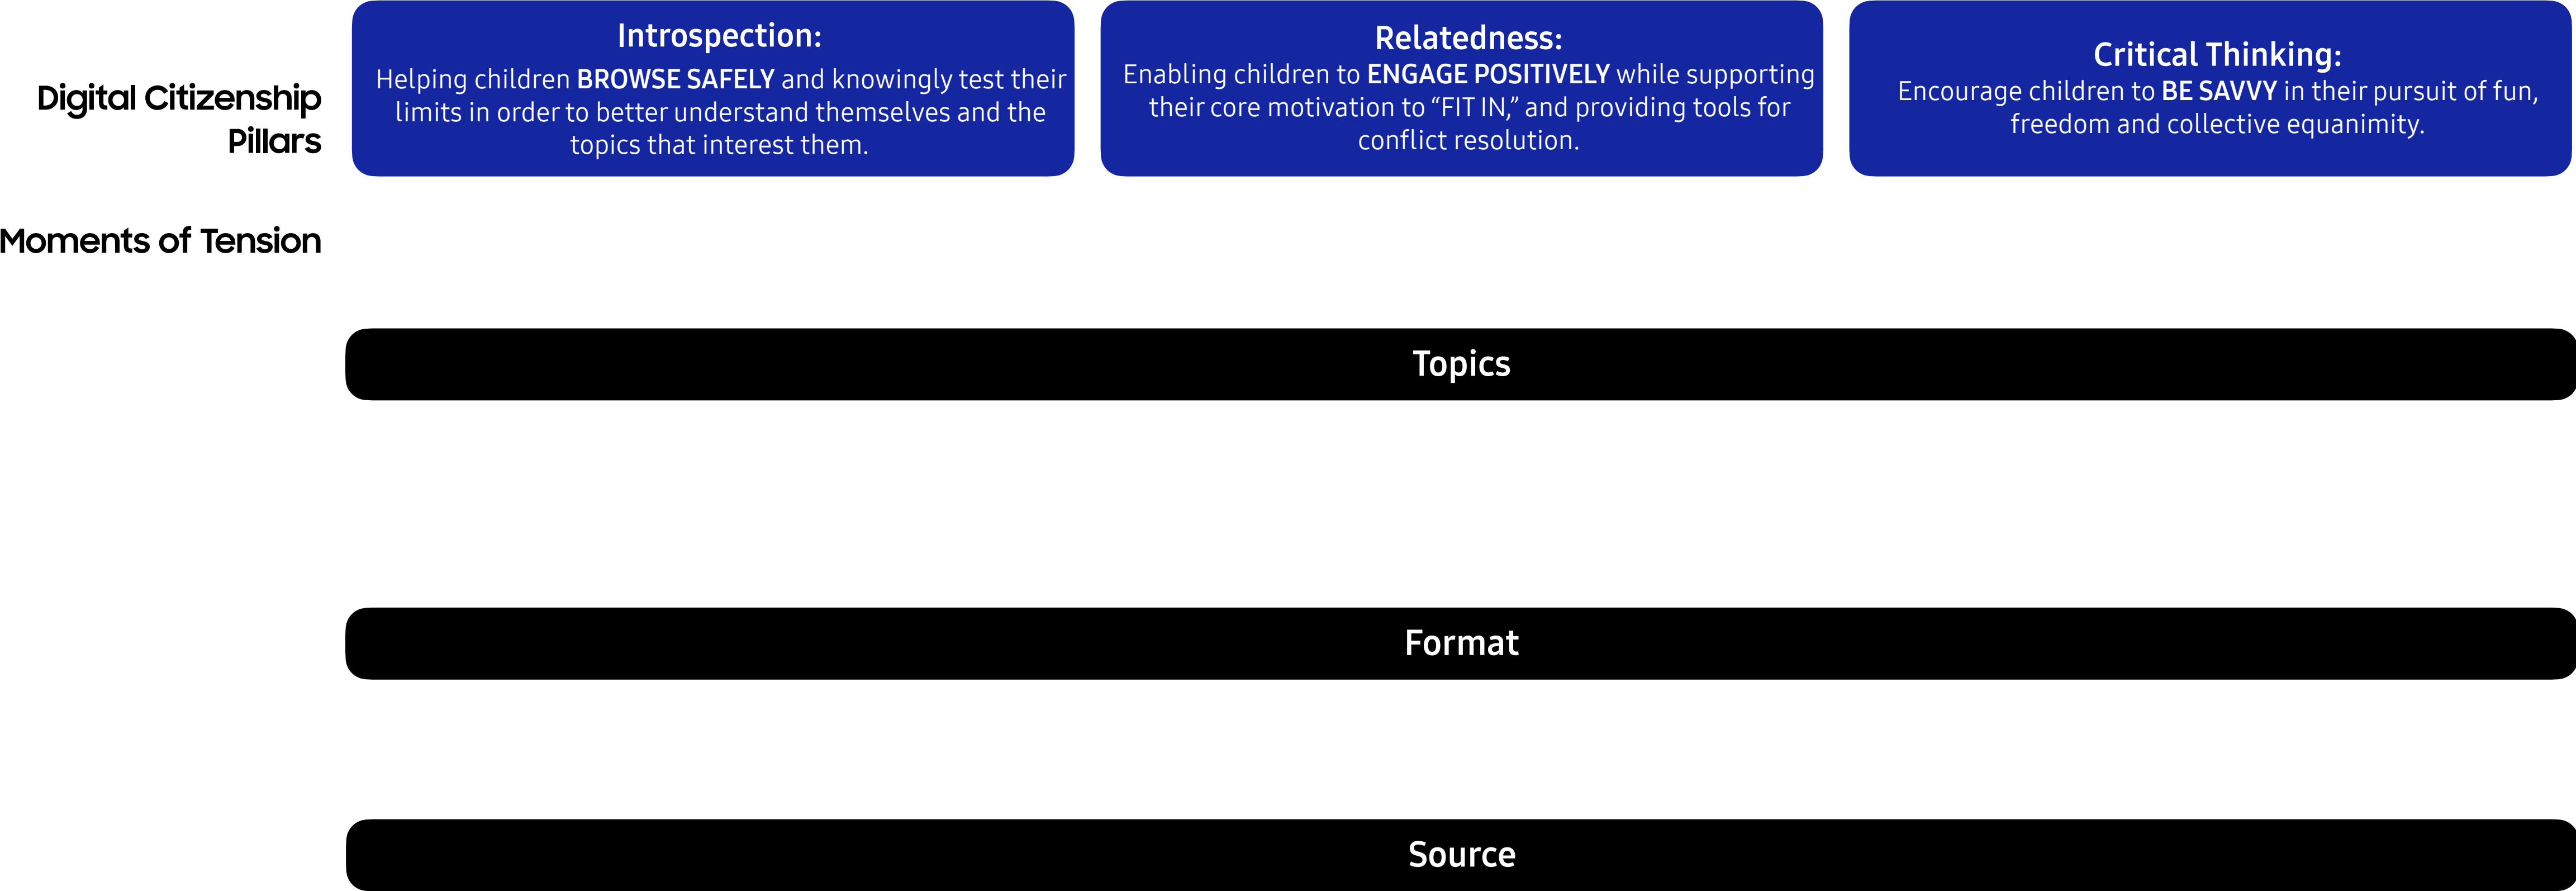 Digital Citizenship
Pillars
Introspection:
Helping children BROWSE SAFELY and knowingly test their
limits in order to better understand themselves and the
topics that interest them.
Relatedness:
Enabling children to ENGAGE POSITIVELY while supporting
their core motivation to “FIT IN,” and providing tools for
conflict resolution.
Critical Thinking:
Encourage children to BE SAVVY in their pursuit of fun,
freedom and collective equanimity.
Moments of Tension
Topics
Format
Source